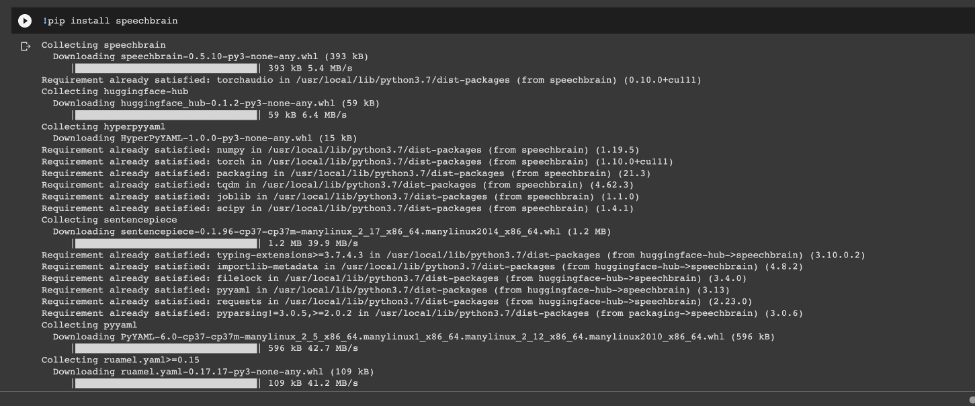 !pip install speechbrain
Collecting speechbrain
Downloading speechbrain-0.5.10-py3-none-any.whl (393 kB)
|████████████████████████████████| 393 kB 5.4 MB/s
Requirement already satisfied: torchaudio in /usr/local/lib/python3.7/dist-packages (from speechbrain) (0.10.0+cu111)
Collecting huggingface-hub
Downloading huggingface_hub-0.1.2-py3-none-any.whl (59 kB)
|████████████████████████████████| 59 kB 6.4 MB/s
Collecting hyperpyyaml
Downloading HyperPyYAML-1.0.0-py3-none-any.whl (15 kB)
Requirement already satisfied: numpy in /usr/local/lib/python3.7/dist-packages (from speechbrain) (1.19.5)
Requirement already satisfied: torch in /usr/local/lib/python3.7/dist-packages (from speechbrain) (1.10.0+cu111)
Requirement already satisfied: packaging in /usr/local/lib/python3.7/dist-packages (from speechbrain) (21.3)
Requirement already satisfied: tqdm in /usr/local/lib/python3.7/dist-packages (from speechbrain) (4.62.3)
Requirement already satisfied: joblib in /usr/local/lib/python3.7/dist-packages (from speechbrain) (1.1.0)
Requirement already satisfied: scipy in /usr/local/lib/python3.7/dist-packages (from speechbrain) (1.4.1)
Collecting sentencepiece
Downloading sentencepiece-0.1.96-cp37-cp37m-manylinux_2_17_x86_64.manylinux2014_x86_64.whl (1.2 MB)
|████████████████████████████████| 1.2 MB 39.9 MB/s
Requirement already satisfied: typing-extensions>=3.7.4.3 in /usr/local/lib/python3.7/dist-packages (from huggingface-hub->speechbrain) (3.10.0.2)
Requirement already satisfied: importlib-metadata in /usr/local/lib/python3.7/dist-packages (from huggingface-hub->speechbrain) (4.8.2)
Requirement already satisfied: filelock in /usr/local/lib/python3.7/dist-packages (from huggingface-hub->speechbrain) (3.4.0)
Requirement already satisfied: pyyaml in /usr/local/lib/python3.7/dist-packages (from huggingface-hub->speechbrain) (3.13)
Requirement already satisfied: requests in /usr/local/lib/python3.7/dist-packages (from huggingface-hub->speechbrain) (2.23.0)
Requirement already satisfied: pyparsing!=3.0.5,>=2.0.2 in /usr/local/lib/python3.7/dist-packages (from packaging->speechbrain) (3.0.6)
Collecting pyyaml
Downloading PyYAML-6.0-cp37-cp37m-manylinux_2_5_x86_64.manylinux1_x86_64.manylinux_2_12_x86_64.manylinux2010_x86_64.whl (596 kB)
|████████████████████████████████| 596 kB 42.7 MB/s
Collecting ruamel.yaml>=0.15
Downloading ruamel.yaml-0.17.17-py3-none-any.whl (109 kB)
|████████████████████████████████| 109 kB 41.2 MB/s